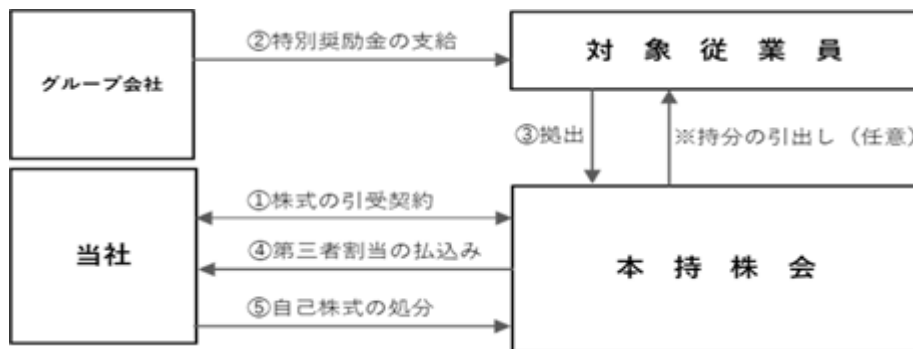 ②特別奨励金の支給
対象従業員
グループ会社
③拠出
※持分の引出し（任意）
①株式の引受契約
当社
④第三者割当の払込み
本持株会
⑤自己株式の処分